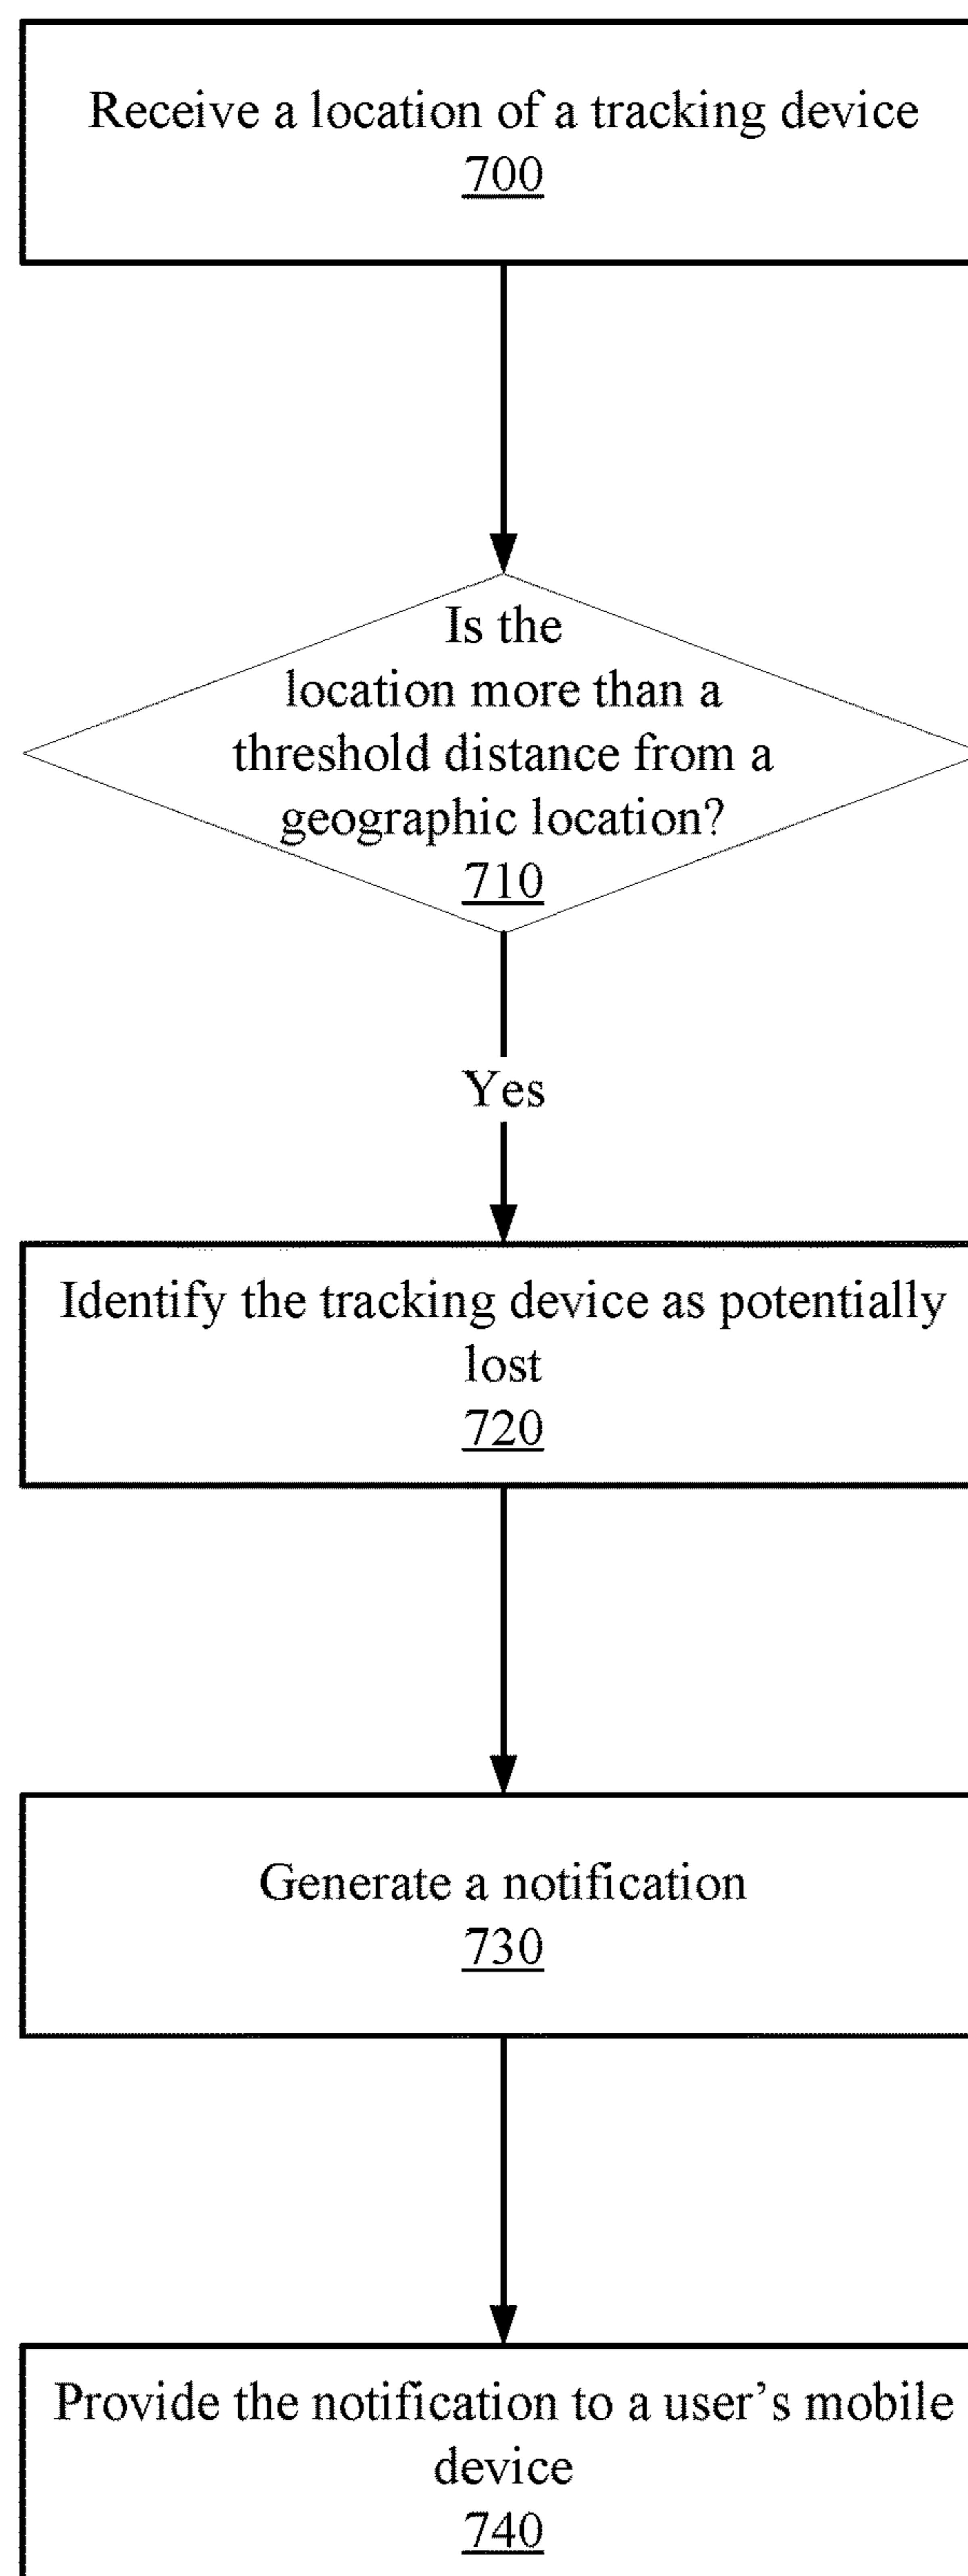 Receive a location of a tracking device
700
Is the
location more than a
threshold distance from a
geographic location?
710
Yes
Identify the tracking device as potentially
lost
720
Generate a notification
730
Provide the notification to a user’s mobile
device
740